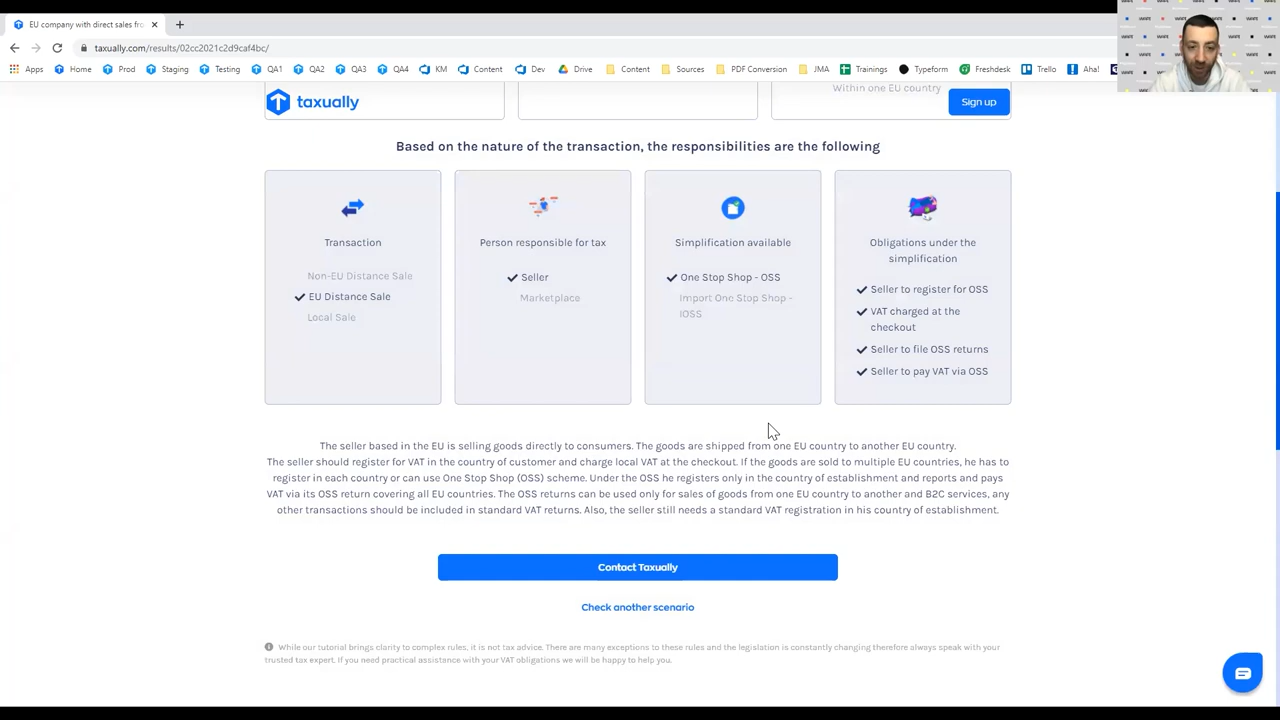 EU company with direct sales fro
taxually.com/results/02cc2021c2d9caf4bc/
Apps Home Prod Staging Testing QA1 QA2 QA3 QA4 KM Content Dev Drive Content Sources PDF Conversion JMA Trainings Typeform Freshdesk Trello Aha!
taxually
Within one EU country
Sign up
Based on the nature of the transaction, the responsibilities are the following
Transaction
Non-EU Distance Sale
EU Distance Sale
Local Sale
Person responsible for tax
Seller
Marketplace
Simplification available
One Stop Shop - OSS
Import One Stop Shop -
IOSS
Obligations under the
simplification
Seller to register for OSS
VAT charged at the
checkout
Seller to file OSS returns
Seller to pay VAT via OSS
The seller based in the EU is selling goods directly to consumers. The goods are shipped from one EU country to another EU country.
The seller should register for VAT in the country of customer and charge local VAT at the checkout. If the goods are sold to multiple EU countries, he has to
register in each country or can use One Stop Shop (OSS) scheme. Under the OSS he registers only in the country of establishment and reports and pays
VAT via its OSS return covering all EU countries. The OSS returns can be used only for sales of goods from one EU country to another and B2C services, any
other transactions should be included in standard VAT returns. Also, the seller still needs a standard VAT registration in his country of establishment.
Contact Taxually
Check another scenario
While our tutorial brings clarity to complex rules, it is not tax advice. There are many exceptions to these rules and the legislation is constantly changing therefore always speak with your
trusted tax expert. If you need practical assistance with your VAT obligations we will be happy to help you.